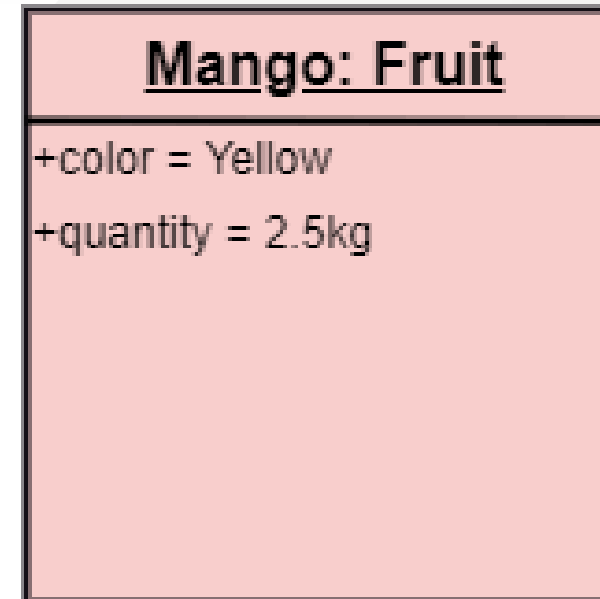 Mango: Fruit
+color = Yellow
+quantity = 2.5kg